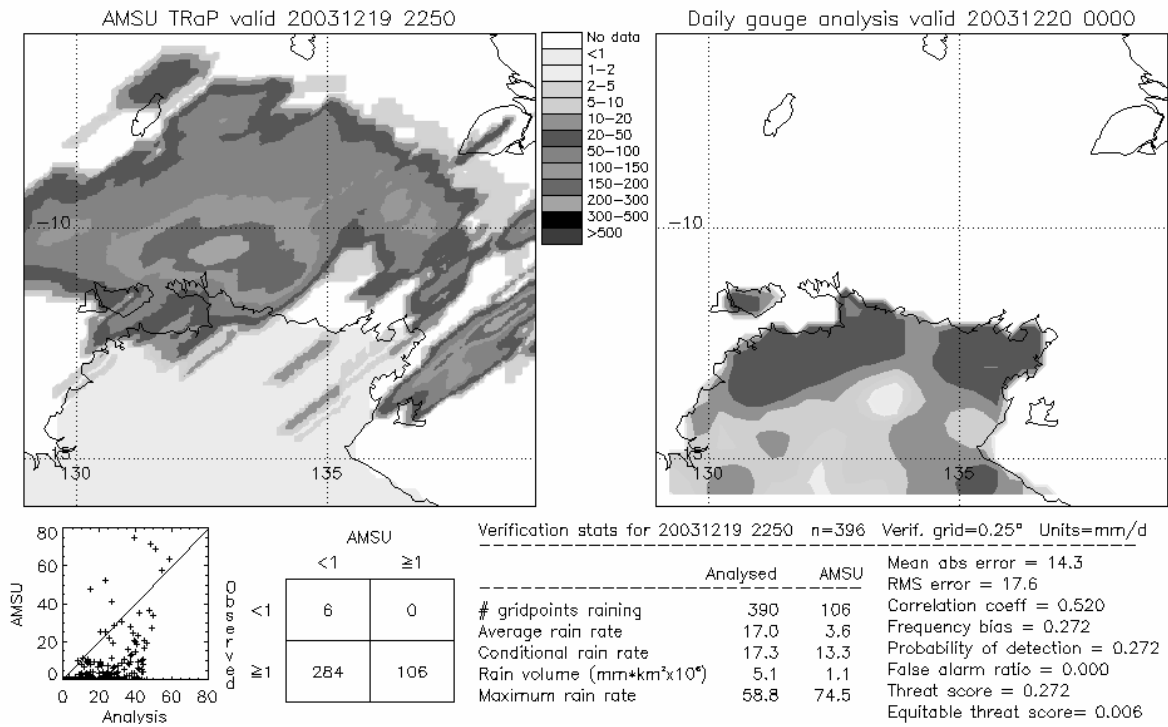 AMSU TRaP valid 20031219 2250
Daily gauge analysis valid 20031220 0000
No data
<1
1-2
2-5
5-10
10-20
20-50
50-100
100-150
150-200
200-300
300-500
>500
-10
-10
15
15
130
135
130
135
Verification stats for 20031219 2250 n=396 Verif. grid=0.25° Units=mm/d
Analysed AMSU
# gridpoints raining 390 106
Average rain rate 17.0 3.6
Conditional rain rate 17.3 13.3
Rain volume (mm*km²x10⁶) 5.1 1.1
Maximum rain rate 58.8 74.5
Mean abs error = 14.3
RMS error = 17.6
Correlation coeff = 0.520
Frequency bias = 0.272
Probability of detection = 0.272
False alarm ratio = 0.000
Threat score = 0.272
Equitable threat score= 0.006
AMSU
<1 ≥1
Observed
<1 6 0
≥1 284 106
AMSU
80
60
40
20
0
0 20 40 60 80
Analysis